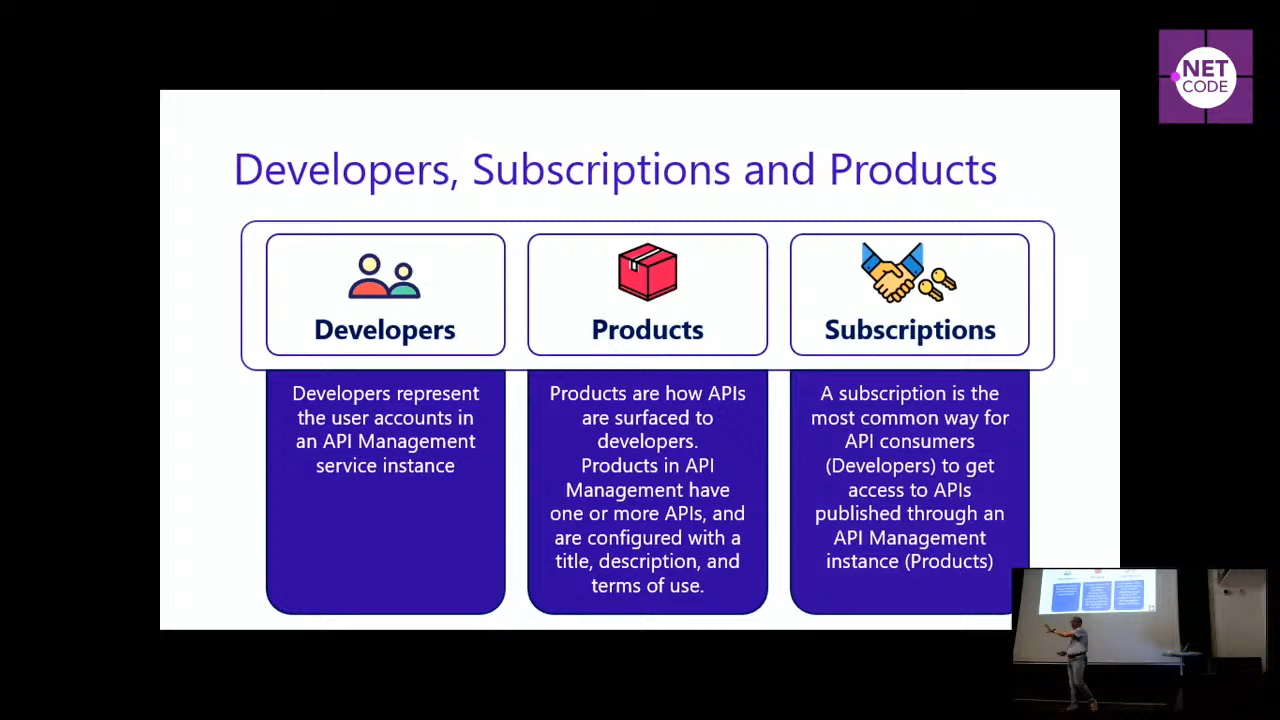 NET
CODE
Developers, Subscriptions and Products
Developers
Products
Subscriptions
Developers represent
the user accounts in
an API Management
service instance
Products are how APIs
are surfaced to
developers.
Products in API
Management have
one or more APIs, and
are configured with a
title, description, and
terms of use.
A subscription is the
most common way for
API consumers
(Developers) to get
access to APIs
published through an
API Management
instance (Products)